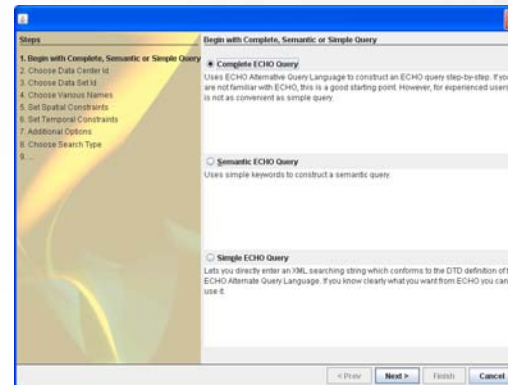 Steps
1. Begin with Complete, Semantic or Simple Query
2. Choose Data Center Id
3. Choose Data Set Id
4. Choose Various Names
5. Set Spatial Constraints
6. Set Temporal Constraints
7. Additional Options
8. Choose Search Type
9. ...
Begin with Complete, Semantic or Simple Query
Complete ECHO Query
Uses ECHO Alternative Query Language to construct an ECHO query step-by-step. If you
are not familiar with ECHO, this is a good starting point. However, for experienced users
is not as convenient as simple query.
Semantic ECHO Query
Uses simple keywords to construct a semantic query.
Simple ECHO Query
Lets you directly enter an XML searching string which conforms to the DTD definition of
ECHO Alternate Query Language. If you know clearly what you want from ECHO you can
use it.
< Prev
Next >
Finish
Cancel